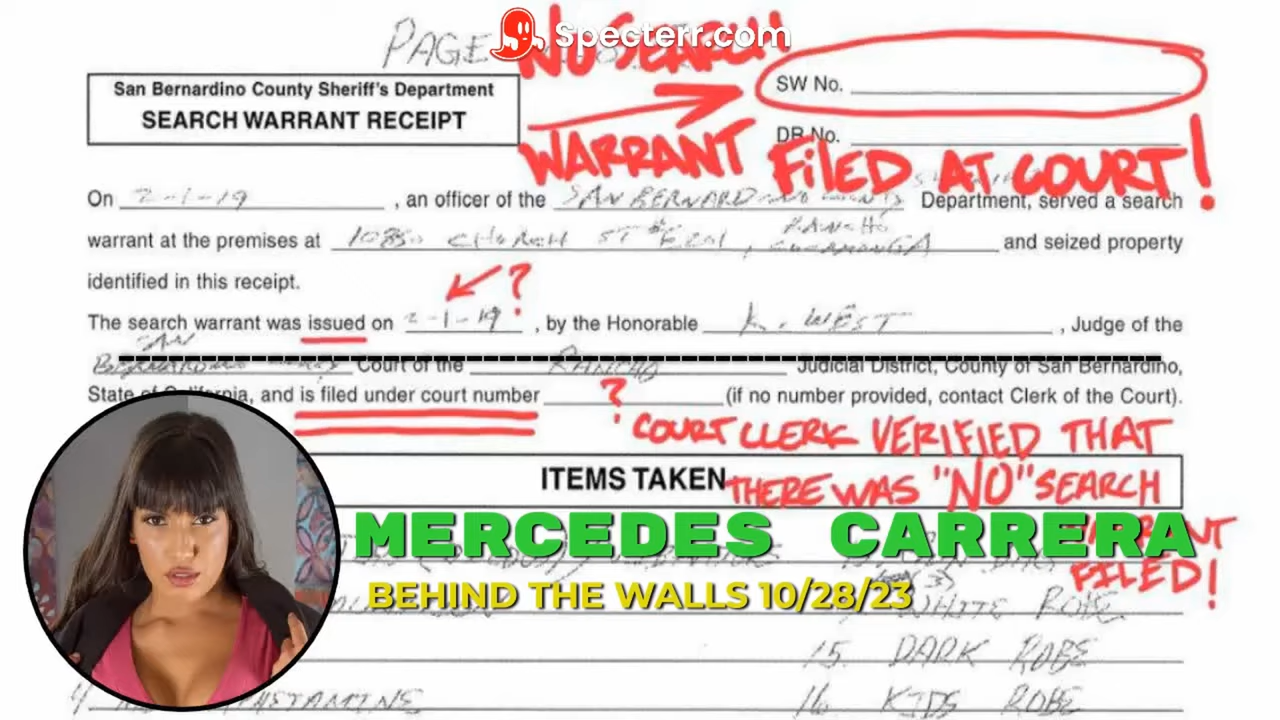 PAGE
Specterr.com
NO SEARCH
WARRANT FILED AT COURT!
San Bernardino County Sheriff's Department
SEARCH WARRANT RECEIPT
SW No.
DR No.
On 2-1-19, an officer of the SAN BERNARDINO COUNTY Department, served a search
warrant at the premises at 10850 CHURCH ST RANCHO CUCAMONGA and seized property
identified in this receipt.
?
The search warrant was issued on 2-1-19, by the Honorable K. WEST, Judge of the
SAN BERNARDINO Court of the RANCHO Judicial District, County of San Bernardino,
State of California, and is filed under court number ? (if no number provided, contact Clerk of the Court).
COURT CLERK VERIFIED THAT
ITEMS TAKEN
THERE WAS "NO" SEARCH
FILED!
MERCEDES CARRERA
BEHIND THE WALLS 10/28/23
WHITE ROBE
15. DARK ROBE
16. KIDS ROBE